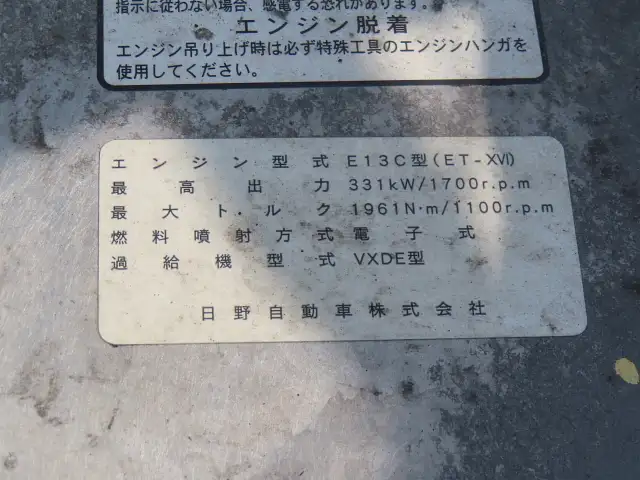 指示に従わない場合、感電する恐れがあります。
エンジン脱着
エンジン吊り上げ時は必ず特殊工具のエンジンハンガを
使用してください。
エンジン型式 E13C型(ET-XVI)
最高出力 331kW/1700r.p.m
最大トルク 1961N·m/1100r.p.m
燃料噴射方式 電子式
過給機型式 VXDE型
日野自動車株式会社